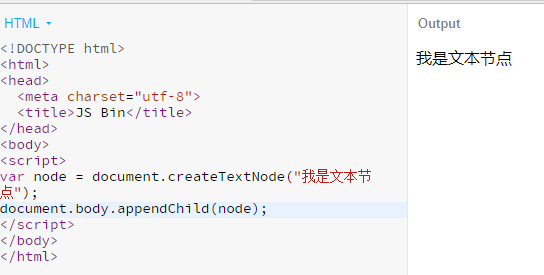 HTML
Output
<!DOCTYPE html>
<html>
<head>
  <meta charset="utf-8">
  <title>JS Bin</title>
</head>
<body>
<script>
var node = document.createTextNode("我是文本节
点");
document.body.appendChild(node);
</script>
</body>
</html>
我是文本节点